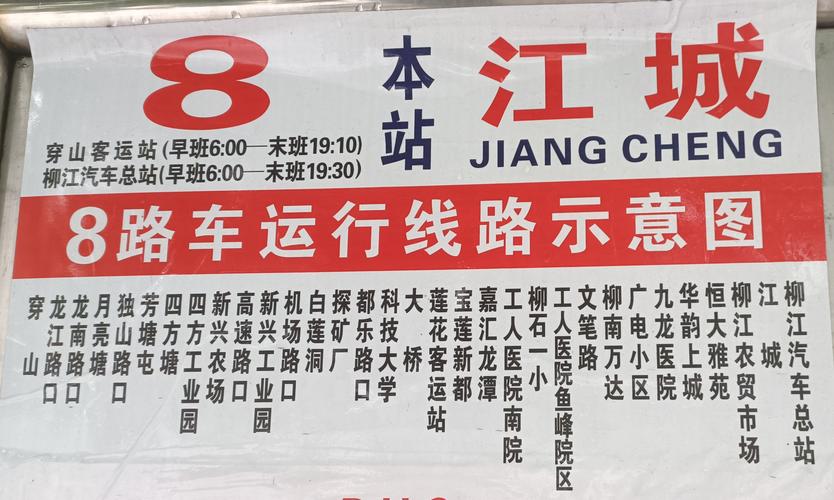 8
本站
江城
JIANG CHENG
穿山客运站(早班6:00—末班19:10)
柳江汽车总站(早班6:00—末班19:30)
8路车运行线路示意图
穿山
龙江路口
龙南路口
月亮塘
独山路口
芳塘屯
四方塘
四方工业园
新兴农场
高速路口
新兴工业园
机场路口
白莲洞
探矿厂
都乐路口
科技大学
大桥
莲花客运站
宝莲新都
嘉汇龙潭
工人医院南院
柳石一小
工人医院鱼峰院区
文笔路
柳南万达
广电小区
九龙医院
华韵上城
恒大雅苑
柳江农贸市场
江城
柳江汽车总站